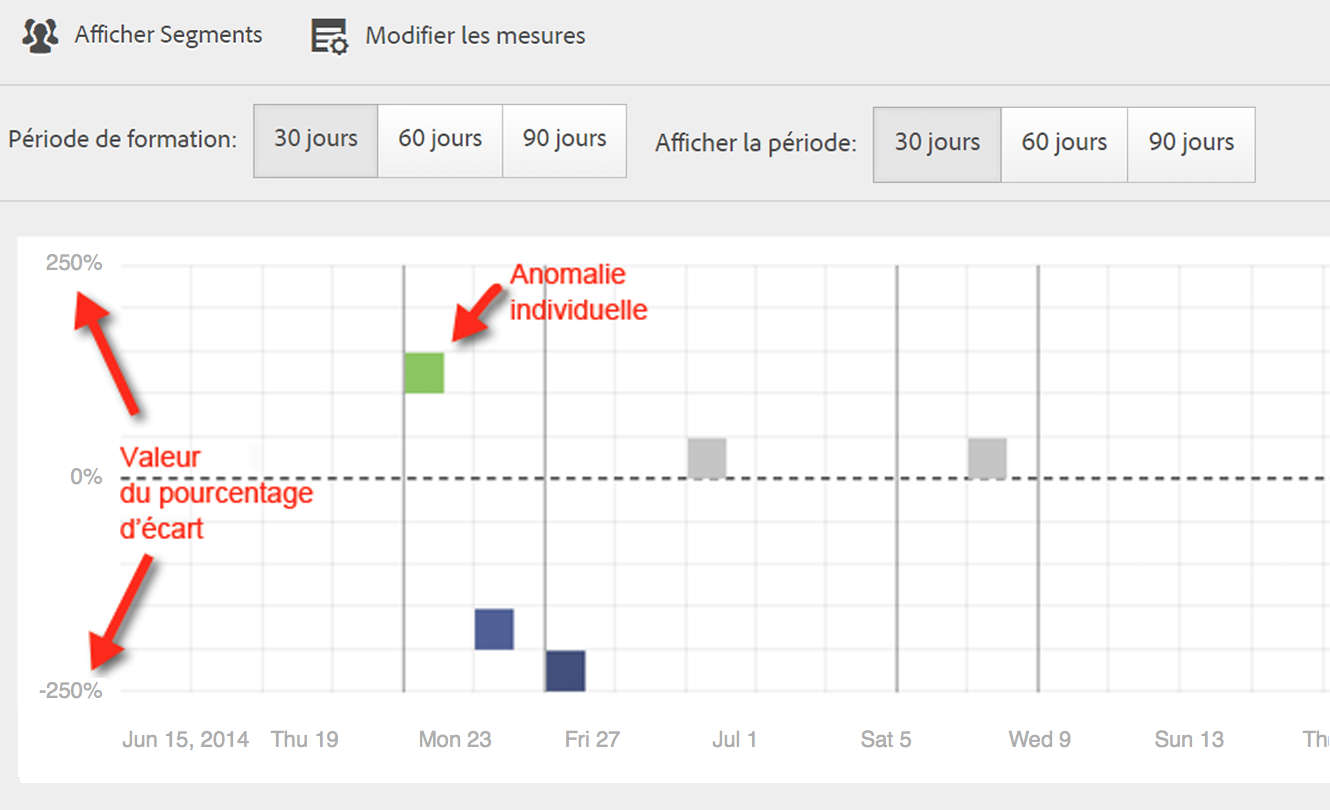 Afficher Segments Modifier les mesures
Période de formation: 30 jours 60 jours 90 jours Afficher la période: 30 jours 60 jours 90 jours
250%
Anomalie
individuelle
Valeur
0%
du pourcentage
d'écart
-250%
Jun 15, 2014 Thu 19 Mon 23 Fri 27 Jul 1 Sat 5 Wed 9 Sun 13 Th